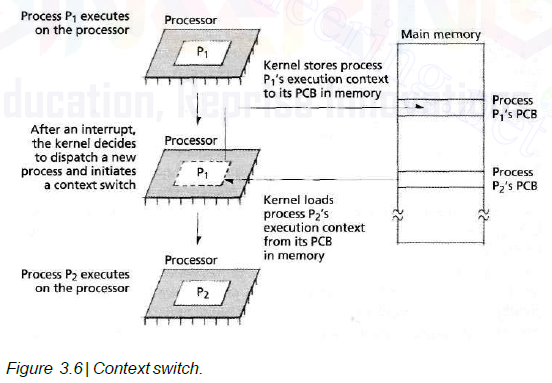 Process P1 executes
on the processor
Processor
P1
Main memory
Kernel stores process
P1's execution context
to its PCB in memory
Process
P1's PCB
After an interrupt,
the kernel decides
to dispatch a new
process and initiates
a context switch
Processor
P1
Process
P2's PCB
Kernel loads
process P2's
execution context
from its PCB
in memory
Process P2 executes
on the processor
Processor
P2
Figure 3.6| Context switch.